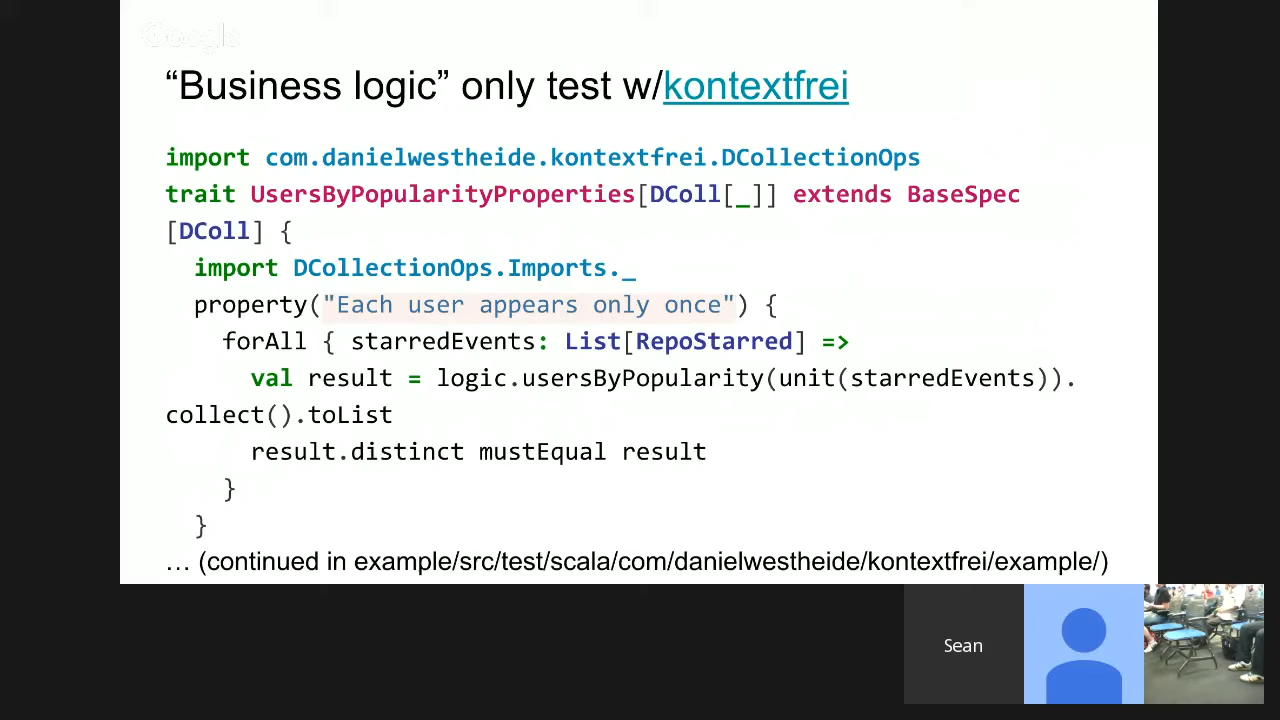 Google
“Business logic” only test w/kontextfrei
import com.danielwestheide.kontextfrei.DCollectionOps
trait UsersByPopularityProperties[DColl[_]] extends BaseSpec
[DColl] {
import DCollectionOps.Imports._
property("Each user appears only once") {
forAll { starredEvents: List[RepoStarred] =>
val result = logic.usersByPopularity(unit(starredEvents)).
collect().toList
result.distinct mustEqual result
}
}
… (continued in example/src/test/scala/com/danielwestheide/kontextfrei/example/)
Sean